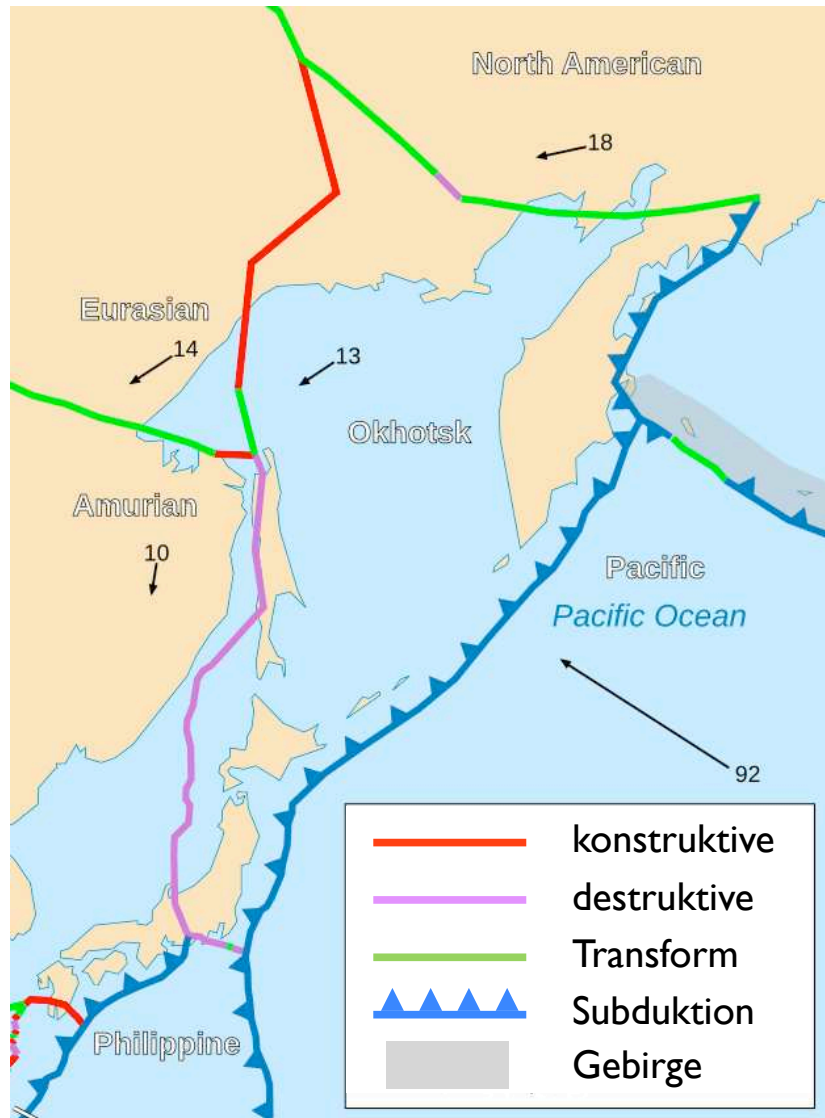 North American
18
Eurasian
14
13
Okhotsk
Amurian
10
Pacific
Pacific Ocean
92
konstruktive
destruktive
Transform
Subduktion
Gebirge
Philippine